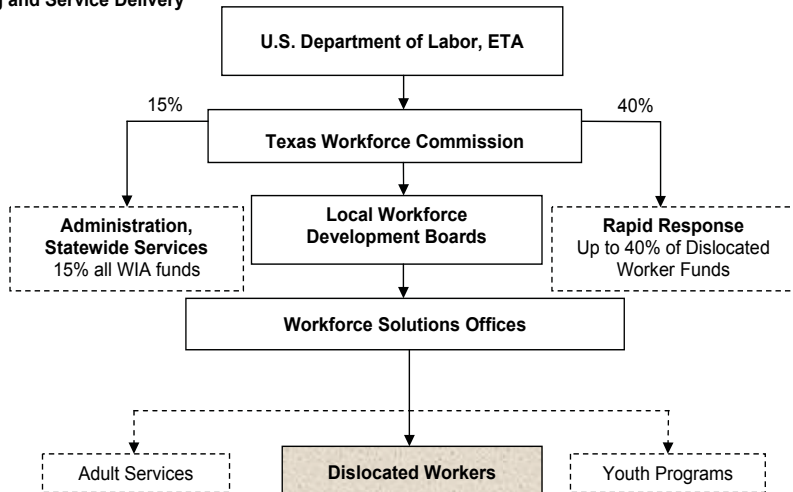 and Service Delivery
U.S. Department of Labor, ETA
15%
40%
Texas Workforce Commission
Administration,
Statewide Services
15% all WIA funds
Local Workforce
Development Boards
Rapid Response
Up to 40% of Dislocated
Worker Funds
Workforce Solutions Offices
Adult Services
Dislocated Workers
Youth Programs